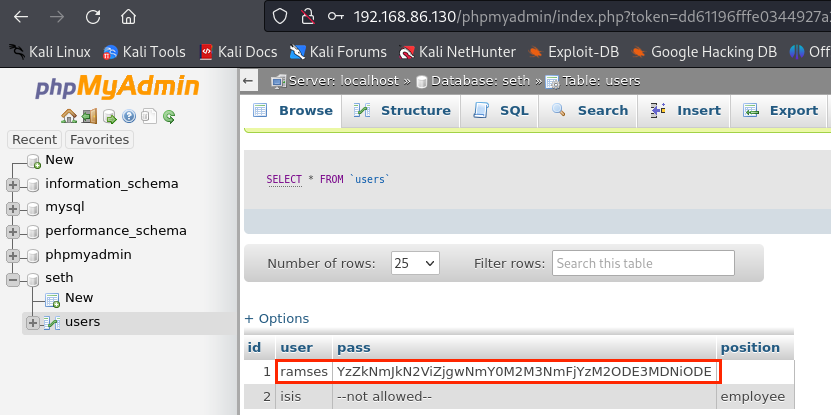 192.168.86.130/phpmyadmin/index.php?token=dd61196fffe0344927a
Kali Linux Kali Tools Kali Docs Kali Forums Kali NetHunter Exploit-DB Google Hacking DB Off
phpMyAdmin
Recent Favorites
New
information_schema
mysql
performance_schema
phpmyadmin
seth
New
users
Server: localhost » Database: seth » Table: users
Browse Structure SQL Search Insert Export
SELECT * FROM `users`
Number of rows: 25 Filter rows: Search this table
+ Options
id user pass position
1 ramses YzZkNmJkN2ViZjgwNmY0M2M3NmFjYzM2ODE3MDNiODE
2 isis --not allowed-- employee